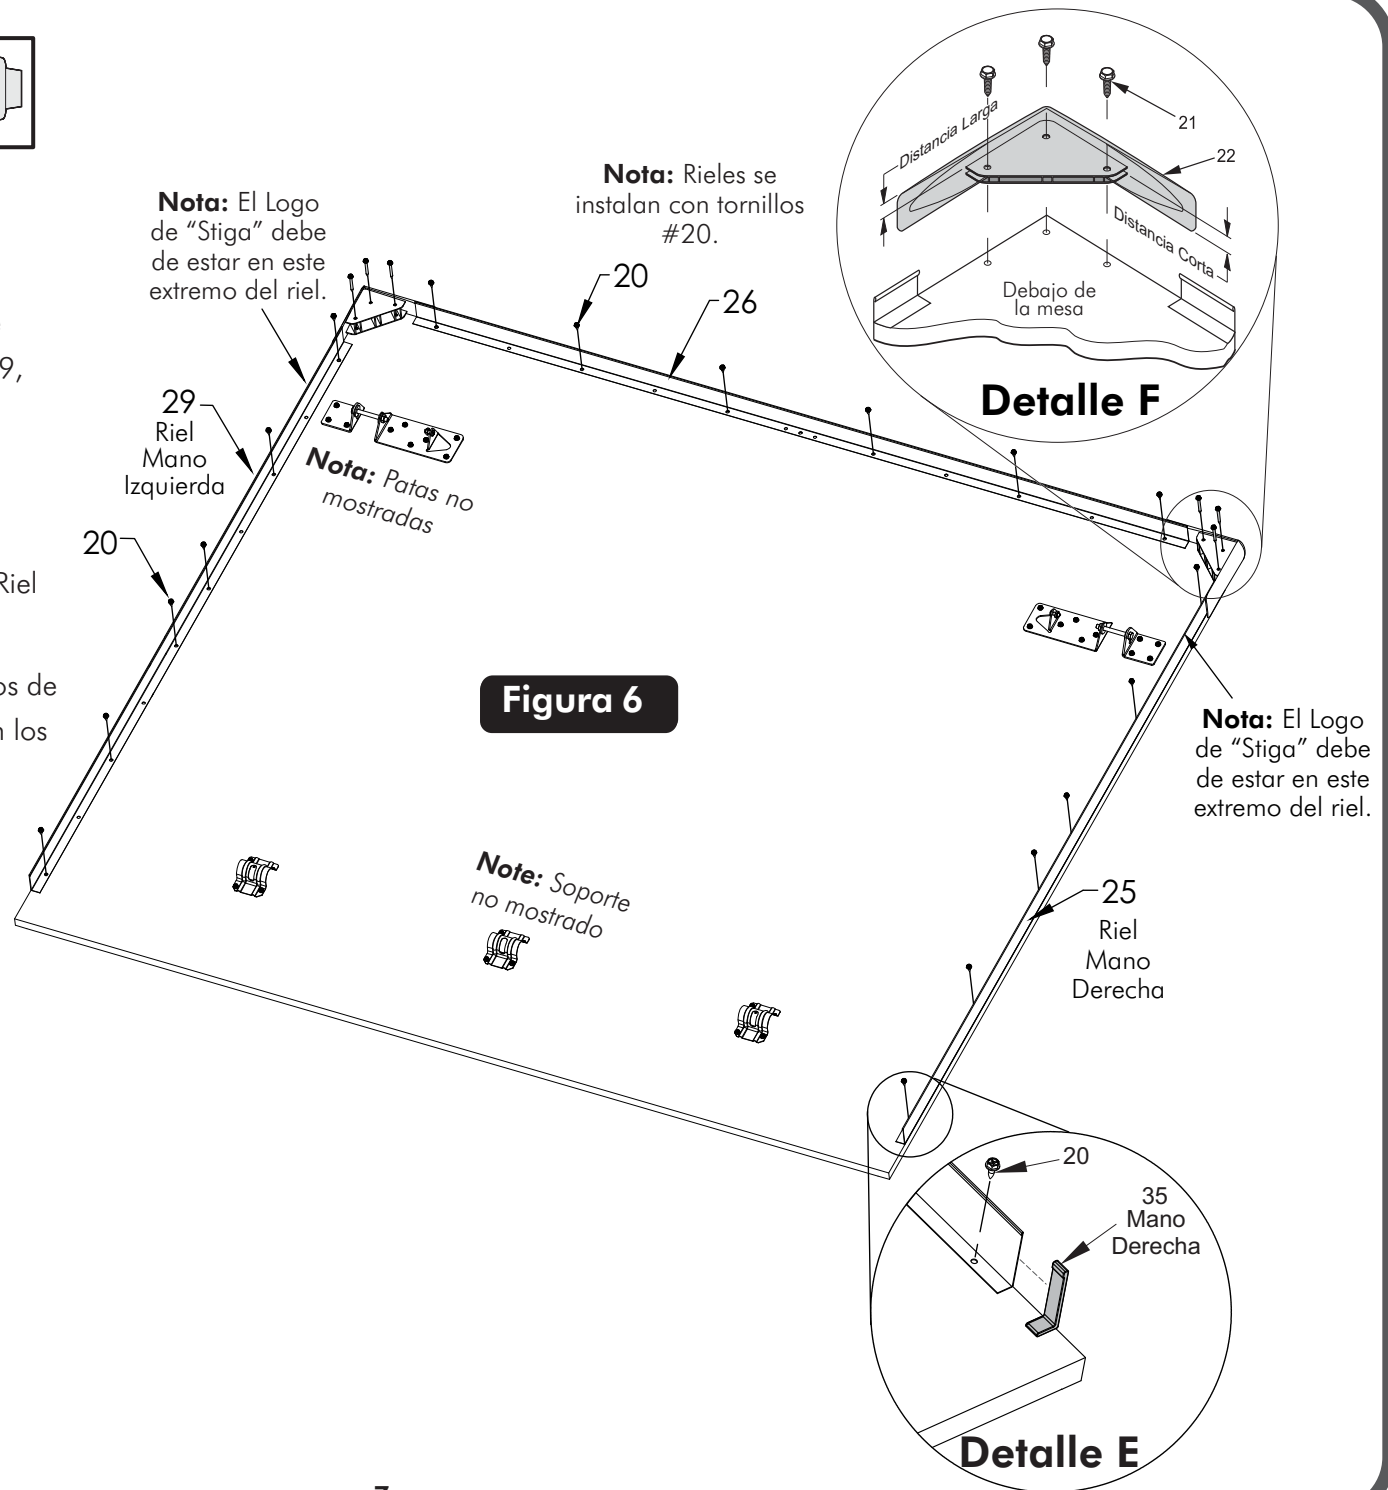 9,
Riel
os de
n los
Nota: El Logo
de “Stiga” debe
de estar en este
extremo del riel.
Nota: Rieles se
instalan con tornillos
#20.
20
26
29
Riel
Mano
Izquierda
20
Nota: Patas no
mostradas
Figura 6
Note: Soporte
no mostrado
Nota: El Logo
de “Stiga” debe
de estar en este
extremo del riel.
25
Riel
Mano
Derecha
21
22
Distancia Larga
Distancia Corta
Debajo de
la mesa
Detalle F
20
35
Mano
Derecha
Detalle E